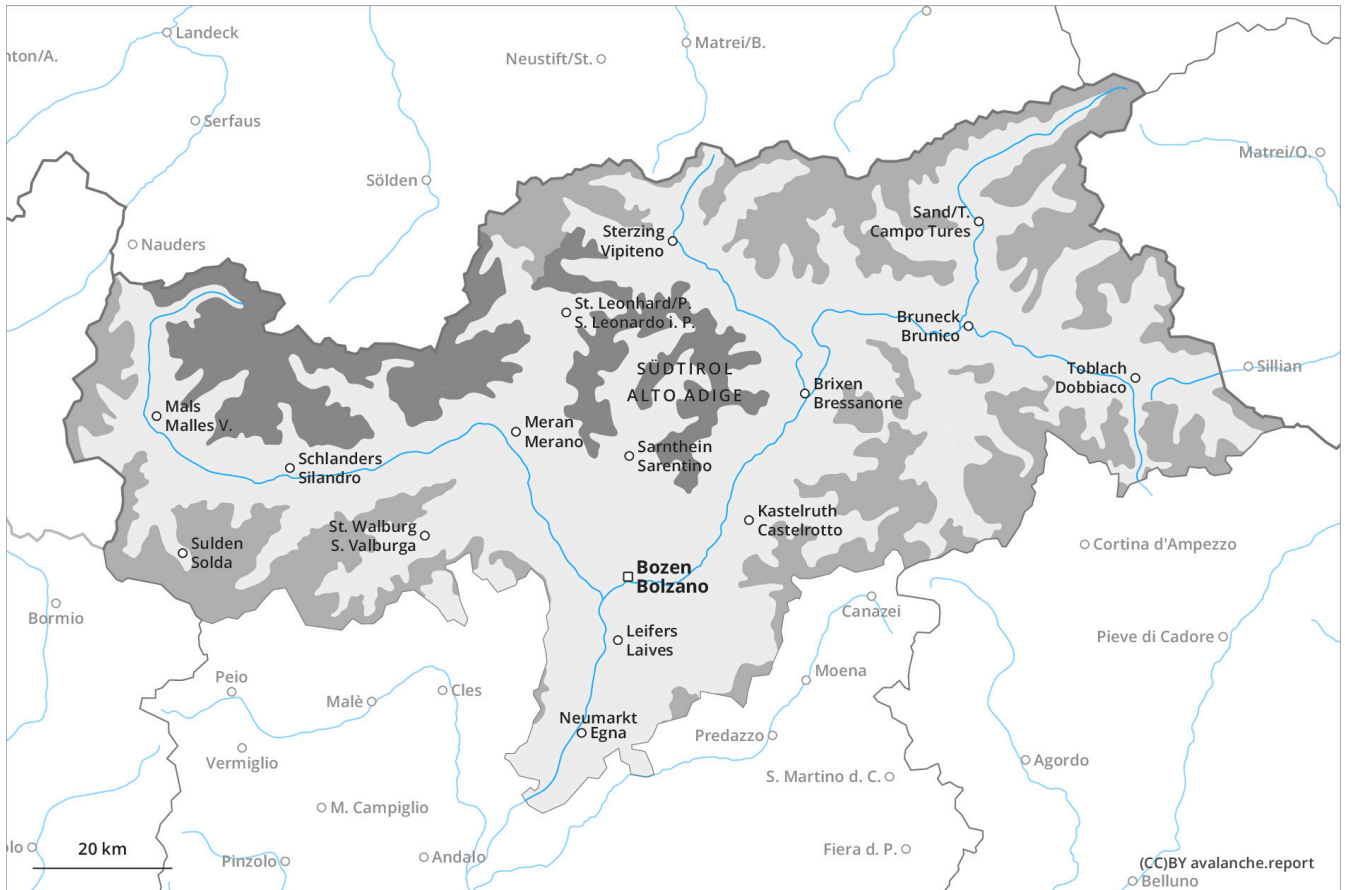 Landeck
nton/A.
Neustift/St.
Matrei/B.
Serfaus
Matrei/O.
Sölden
Nauders
Sand/T.
Campo Tures
Sterzing
Vipiteno
St. Leonhard/P.
S. Leonardo i. P.
Bruneck
Brunico
SÜDTIROL
ALTO ADIGE
Toblach
Dobbiaco
Sillian
Brixen
Bressanone
Mals
Malles V.
Meran
Merano
Schlanders
Silandro
Sarnthein
Sarentino
Kastelruth
Castelrotto
St. Walburg
S. Valburga
Sulden
Solda
Cortina d'Ampezzo
Bozen
Bolzano
Bormio
Canazei
Leifers
Laives
Pieve di Cadore
Peio
Malè
Cles
Moena
Neumarkt
Egna
Predazzo
Vermiglio
Agordo
S. Martino d. C.
M. Campiglio
olo
20 km
Pinzolo
Andalo
Fiera d. P.
(CC)BY avalanche.report
Belluno